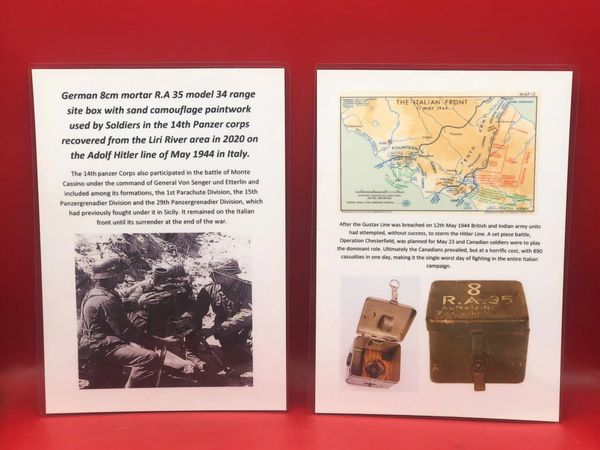 German 8cm mortar R.A 35 model 34 range
site box with sand camouflage paintwork
used by Soldiers in the 14th Panzer corps
recovered from the Liri River area in 2020 on
the Adolf Hitler line of May 1944 in Italy.
The 14th panzer Corps also participated in the battle of Monte
Cassino under the command of General Von Senger und Etterlin and
included among its formations, the 1st Parachute Division, the 15th
Panzergrenadier Division and the 29th Panzergrenadier Division, which
had previously fought under it in Sicily. It remained on the Italian
front until its surrender at the end of the war.
MAP 12
THE ITALIAN FRONT
11 MAY 1944
FOURTEENTH
After the Gustav Line was breached on 12th May 1944 British and Indian army units
had attempted, without success, to storm the Hitler Line. A set piece battle,
Operation Chesterfield, was planned for May 23 and Canadian soldiers were to play
the dominant role. Ultimately the Canadians prevailed, but at a horrific cost, with 890
casualties in one day, making it the single worst day of fighting in the entire Italian
campaign.
8
R.A.35